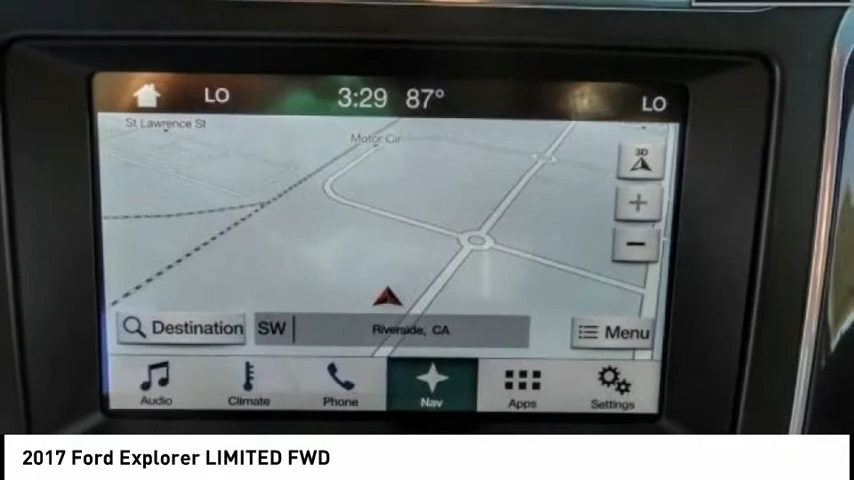 LO 3:29 87° LO
St Lawrence St
Motor Cir
3D
+
−
Destination SW Riverside, CA Menu
Audio Climate Phone Nav Apps Settings
2017 Ford Explorer LIMITED FWD